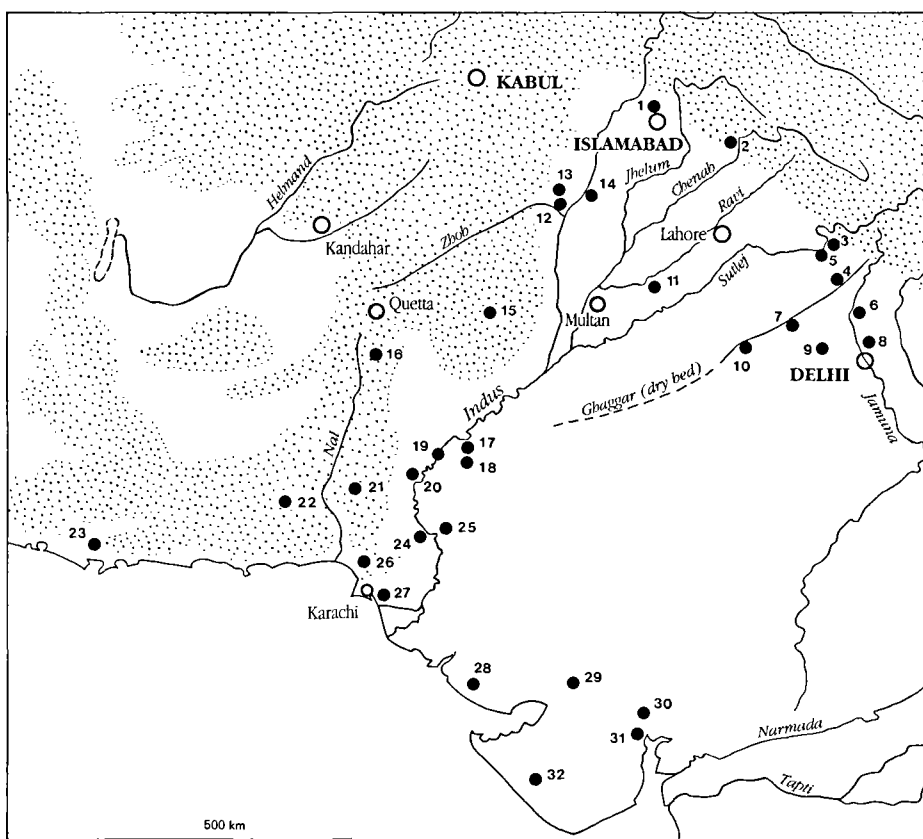 KABUL
1
ISLAMABAD
2
Jhelum
Chenab
Helmand
13
14
12
Ravi
Kandahar
Zhob
Lahore
3
5
Sutlej
4
11
Quetta
15
Multan
7
6
16
10
9
8
DELHI
Ghaggar (dry bed)
Jamuna
Indus
Nal
19
17
18
20
21
22
25
23
24
26
27
Karachi
28
29
30
31
Narmada
32
Tapti
500 km